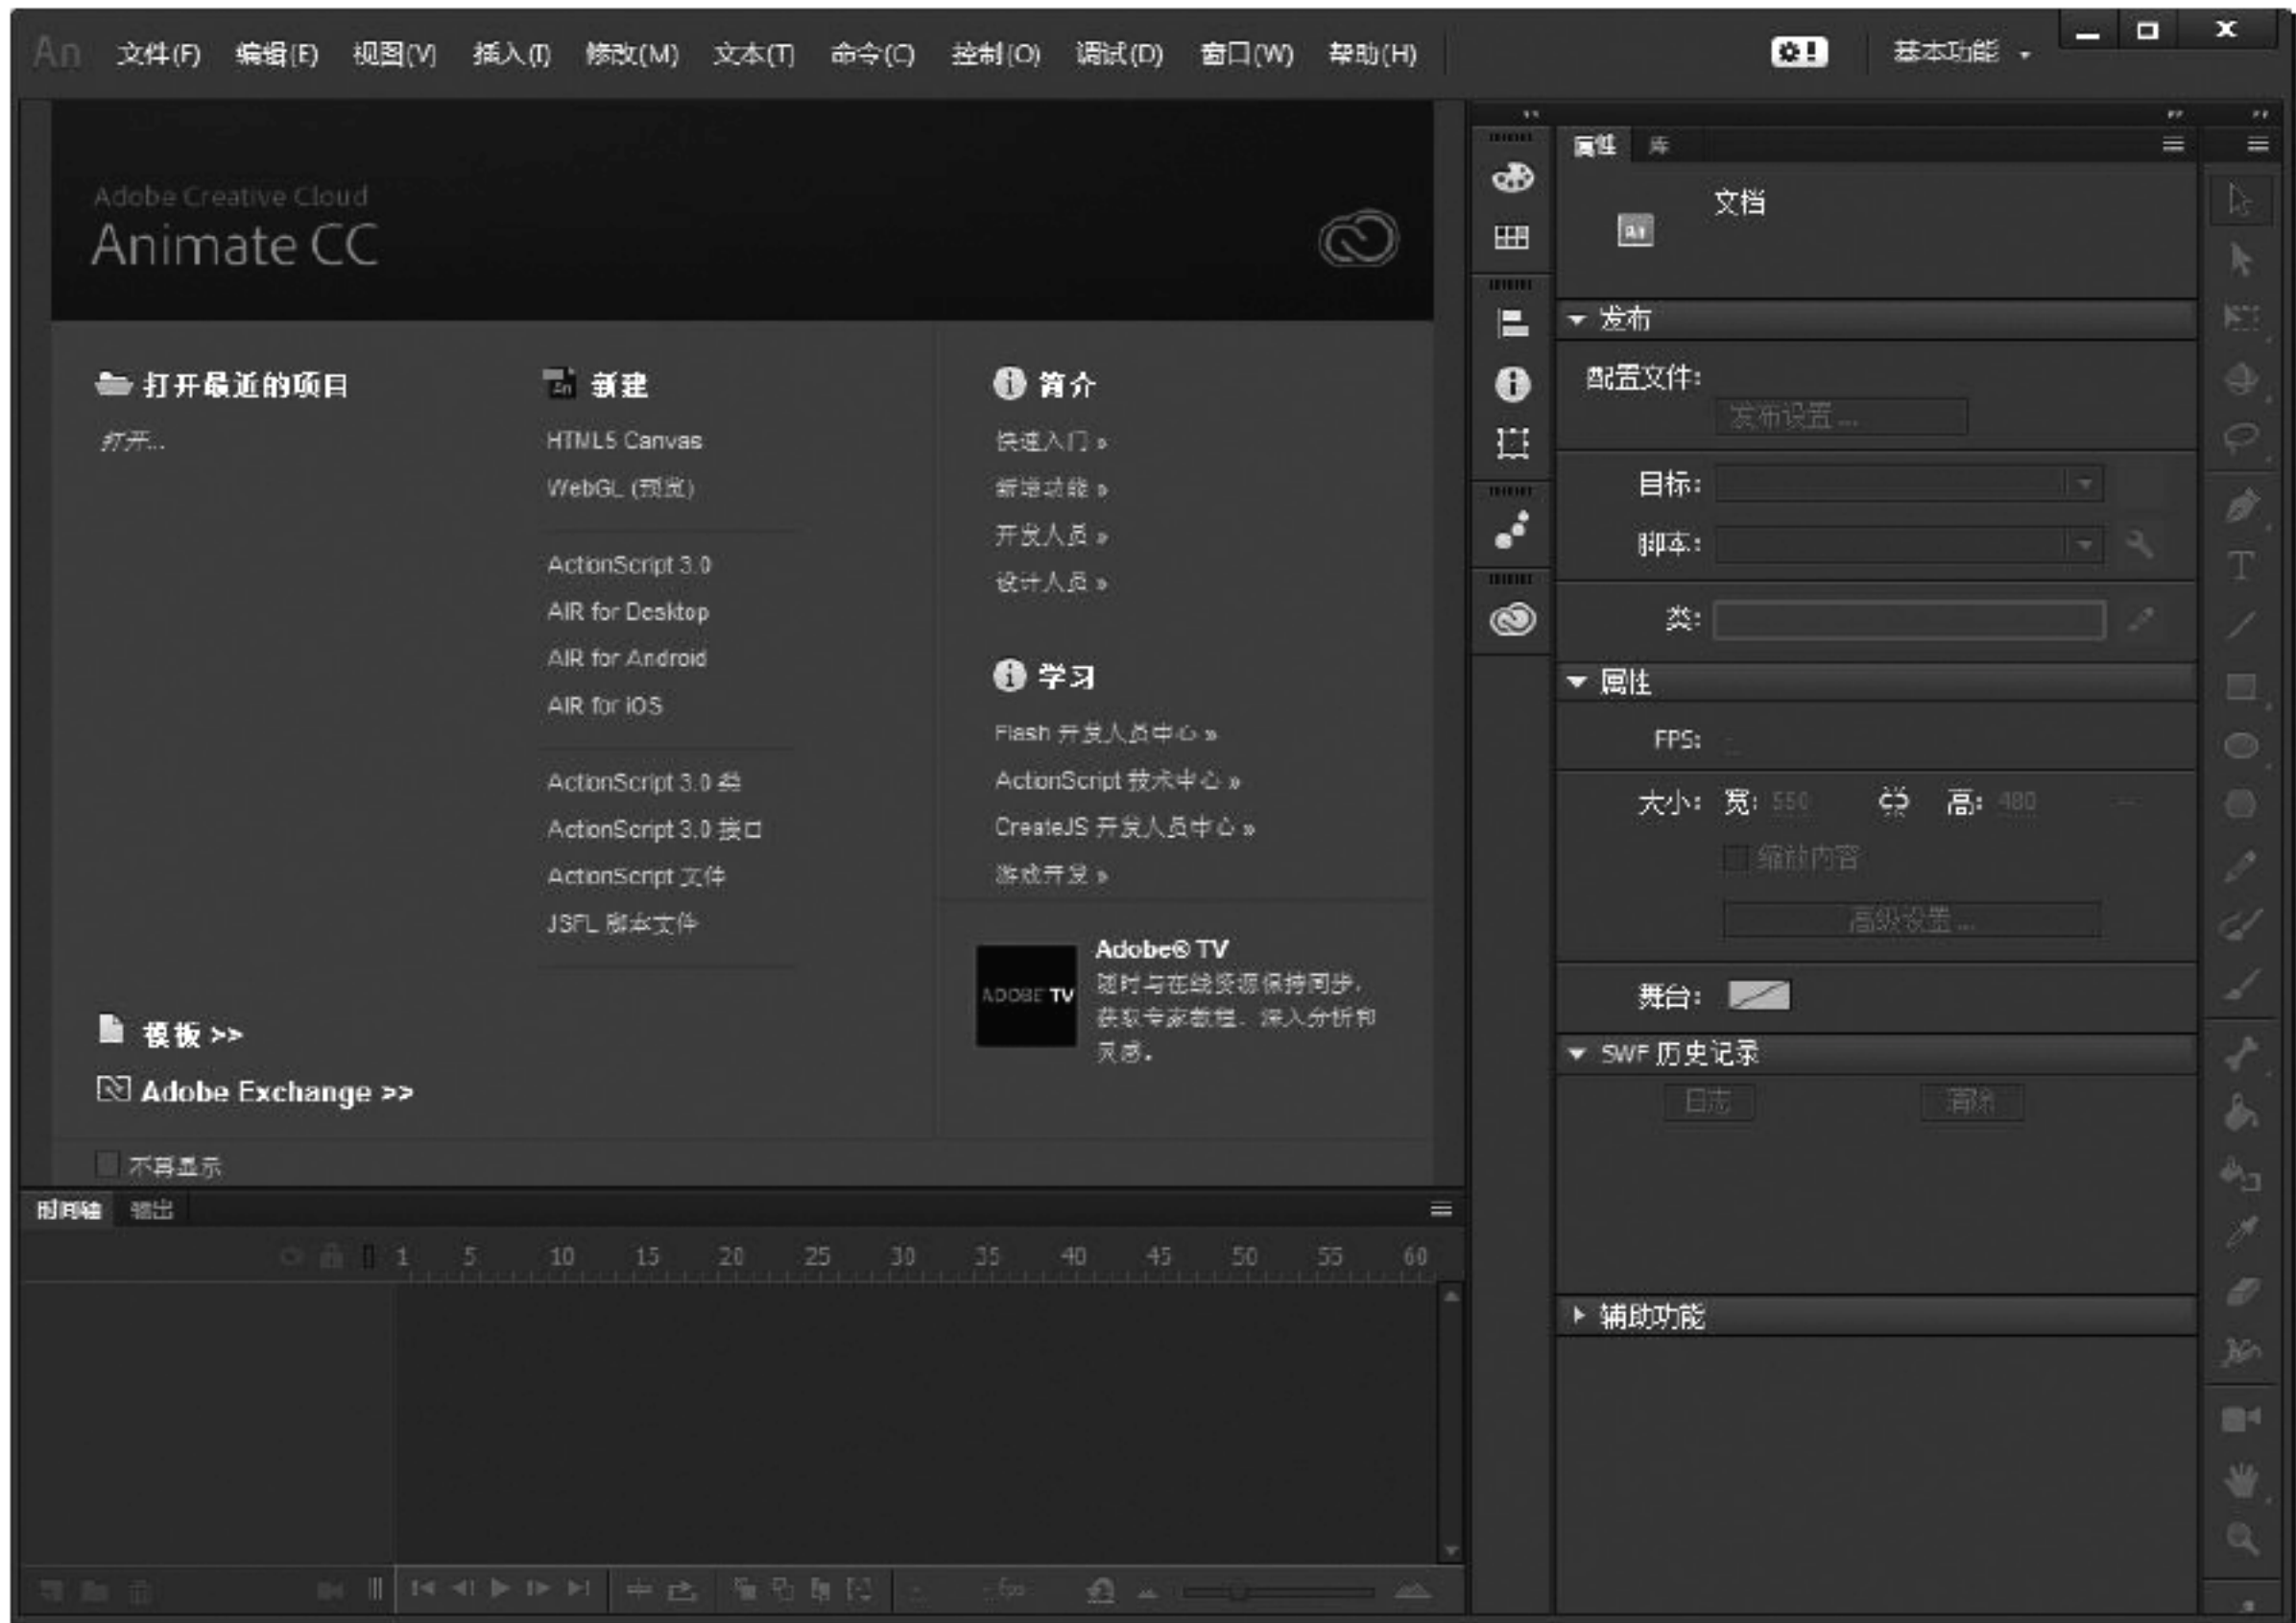 An 文件(F) 编辑(E) 视图(V) 插入(I) 修改(M) 文本(T) 命令(C) 控制(O) 调试(D) 窗口(W) 帮助(H) 基本功能
Adobe Creative Cloud
Animate CC
打开最近的项目
打开...
模板 >>
Adobe Exchange >>
不再显示
新建
HTML5 Canvas
WebGL (预览)
ActionScript 3.0
AIR for Desktop
AIR for Android
AIR for iOS
ActionScript 3.0 类
ActionScript 3.0 接口
ActionScript 文件
JSFL 脚本文件
简介
快速入门 »
新增功能 »
开发人员 »
设计人员 »
学习
Flash 开发人员中心 »
ActionScript 技术中心 »
CreateJS 开发人员中心 »
游戏开发 »
ADOBE TV
Adobe® TV
随时与在线资源保持同步。
获取专家教程、深入分析和
灵感。
时间轴 输出
1 5 10 15 20 25 30 35 40 45 50 55 60
fps
属性 库
An
文档
发布
配置文件:
发布设置...
目标:
脚本:
类:
属性
FPS: -
大小: 宽: 550 高: 480
缩放内容
高级设置...
舞台:
SWF 历史记录
日志 清除
辅助功能
T